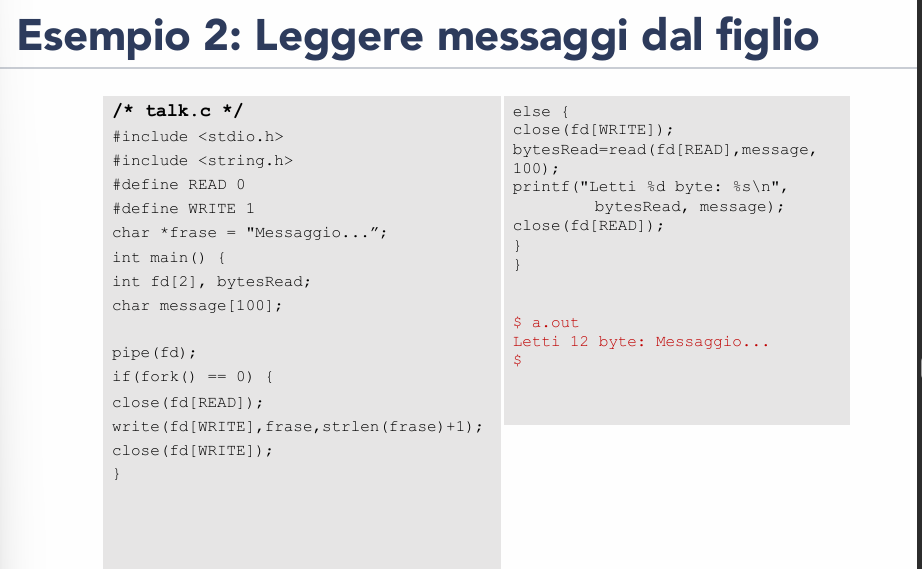 Esempio 2: Leggere messaggi dal figlio
/* talk.c */
#include <stdio.h>
#include <string.h>
#define READ 0
#define WRITE 1
char *frase = "Messaggio...”;
int main() {
int fd[2], bytesRead;
char message[100];
pipe(fd);
if(fork() == 0) {
close(fd[READ]);
write(fd[WRITE],frase,strlen(frase)+1);
close(fd[WRITE]);
}
else {
close(fd[WRITE]);
bytesRead=read(fd[READ],message,
100);
printf("Letti %d byte: %s\n",
bytesRead, message);
close(fd[READ]);
}
}
$ a.out
Letti 12 byte: Messaggio...
$